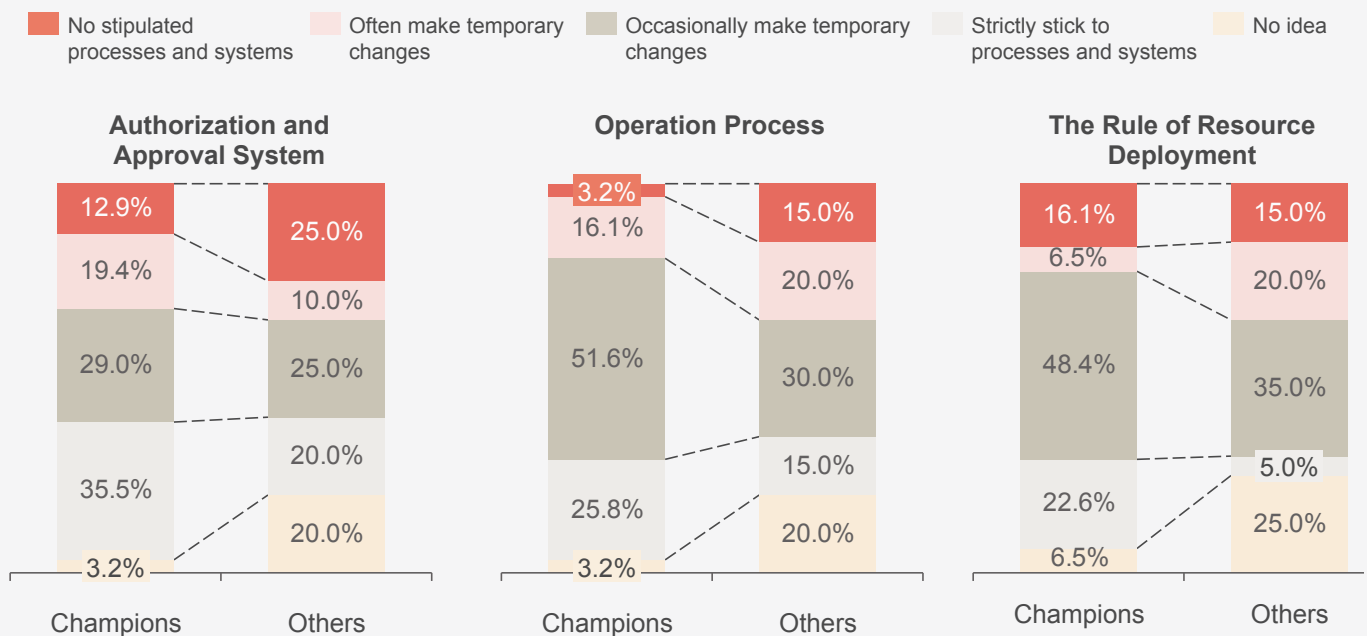 No stipulated
processes and systems
Often make temporary
changes
Occasionally make temporary
changes
Strictly stick to
processes and systems
No idea
Authorization and
Approval System
12.9%
19.4%
29.0%
35.5%
3.2%
25.0%
10.0%
25.0%
20.0%
20.0%
Champions
Others
Operation Process
3.2%
16.1%
51.6%
25.8%
3.2%
15.0%
20.0%
30.0%
15.0%
20.0%
Champions
Others
The Rule of Resource
Deployment
16.1%
6.5%
48.4%
22.6%
6.5%
15.0%
20.0%
35.0%
5.0%
25.0%
Champions
Others